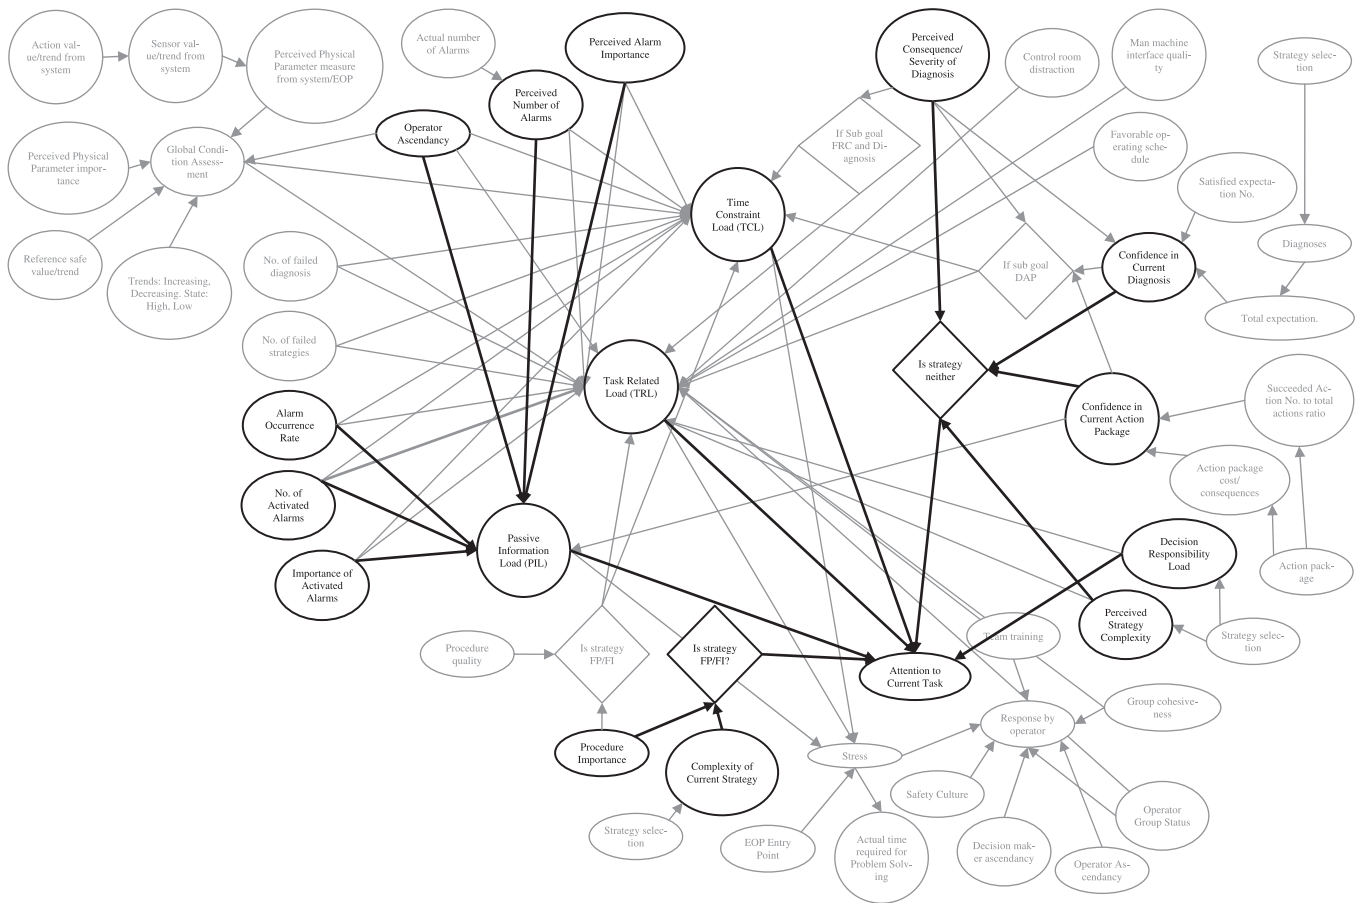 Action val-
ue/trend from
system
Sensor val-
ue/trend from
system
Perceived Physical
Parameter measure
from system/EOP
Actual number
of Alarms
Perceived Alarm
Importance
Perceived
Consequence/
Severity of
Diagnosis
Control room
distraction
Man machine
interface quali-
ty
Strategy selec-
tion
Perceived
Number of
Alarms
Operator
Ascendancy
If Sub goal
FRC and Di-
agnosis
Favorable op-
erating sche-
dule
Perceived Physical
Parameter impor-
tance
Global Condi-
tion Assess-
ment
Satisfied expecta-
tion No.
Time
Constraint
Load (TCL)
Diagnoses
Reference safe
value/trend
No. of failed
diagnosis
If sub goal
DAP
Confidence in
Current
Diagnosis
Trends: Increasing,
Decreasing. State:
High, Low
Total expectation.
No. of failed
strategies
Is strategy
neither
Task Related
Load (TRL)
Succeeded Ac-
tion No. to total
actions ratio
Confidence in
Current Action
Package
Alarm
Occurrence
Rate
Action package
cost/
consequences
No. of
Activated
Alarms
Passive
Information
Load (PIL)
Decision
Responsibility
Load
Action pack-
age
Importance of
Activated
Alarms
Perceived
Strategy
Complexity
Team training
Strategy selec-
tion
Procedure
quality
Is strategy
FP/FI
Is strategy
FP/FI?
Attention to
Current Task
Group cohesive-
ness
Response by
operator
Procedure
Importance
Stress
Complexity of
Current Strategy
Safety Culture
Operator
Group Status
Strategy selec-
tion
EOP Entry
Point
Actual time
required for
Problem Solv-
ing
Decision mak-
er ascendancy
Operator As-
cendancy